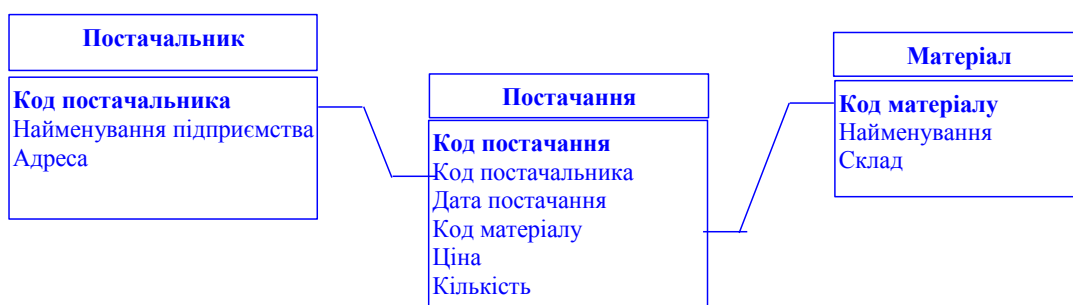 Постачальник
Код постачальника
Найменування підприємства
Адреса
Постачання
Код постачання
Код постачальника
Дата постачання
Код матеріалу
Ціна
Кількість
Матеріал
Код матеріалу
Найменування
Склад